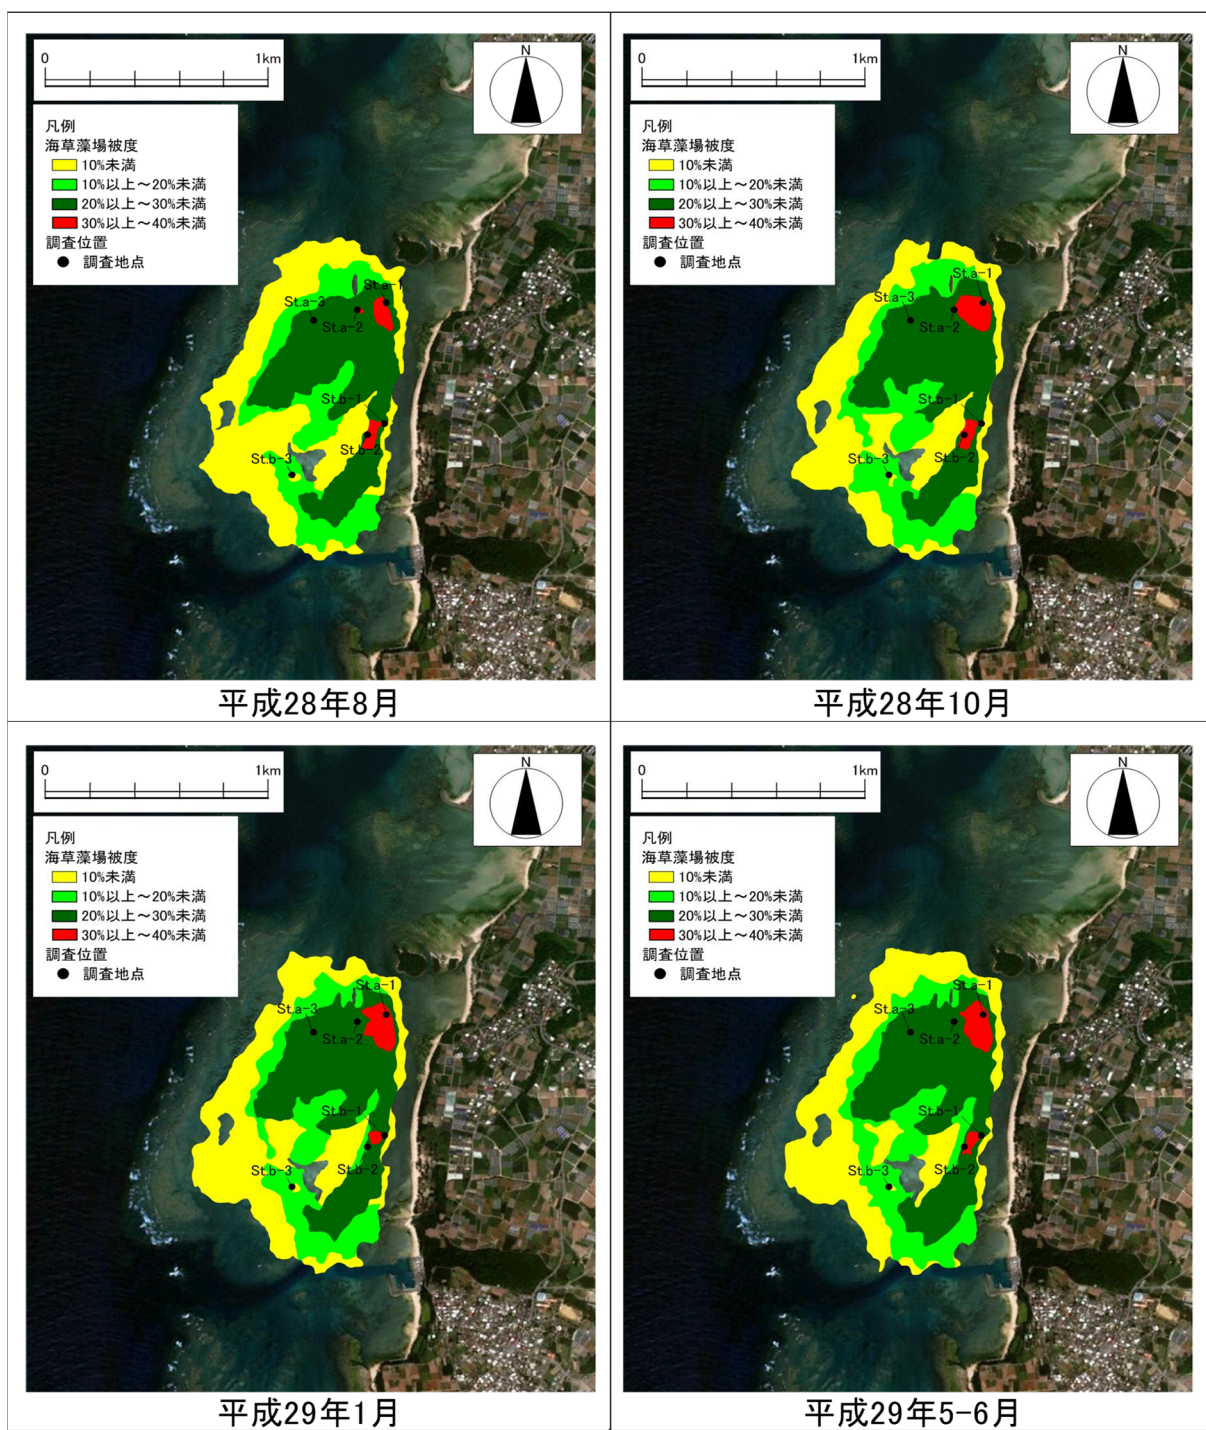 0 1km
N
凡例
海草藻場被度
10%未満
10%以上～20%未満
20%以上～30%未満
30%以上～40%未満
調査位置
調査地点
St.a-1
St.a-3
St.a-2
St.b-1
St.b-2
St.b-3
平成28年8月
0 1km
N
凡例
海草藻場被度
10%未満
10%以上～20%未満
20%以上～30%未満
30%以上～40%未満
調査位置
調査地点
St.a-1
St.a-3
St.a-2
St.b-1
St.b-2
St.b-3
平成28年10月
0 1km
N
凡例
海草藻場被度
10%未満
10%以上～20%未満
20%以上～30%未満
30%以上～40%未満
調査位置
調査地点
St.a-1
St.a-3
St.a-2
St.b-1
St.b-2
St.b-3
平成29年1月
0 1km
N
凡例
海草藻場被度
10%未満
10%以上～20%未満
20%以上～30%未満
30%以上～40%未満
調査位置
調査地点
St.a-1
St.a-3
St.a-2
St.b-1
St.b-2
St.b-3
平成29年5-6月